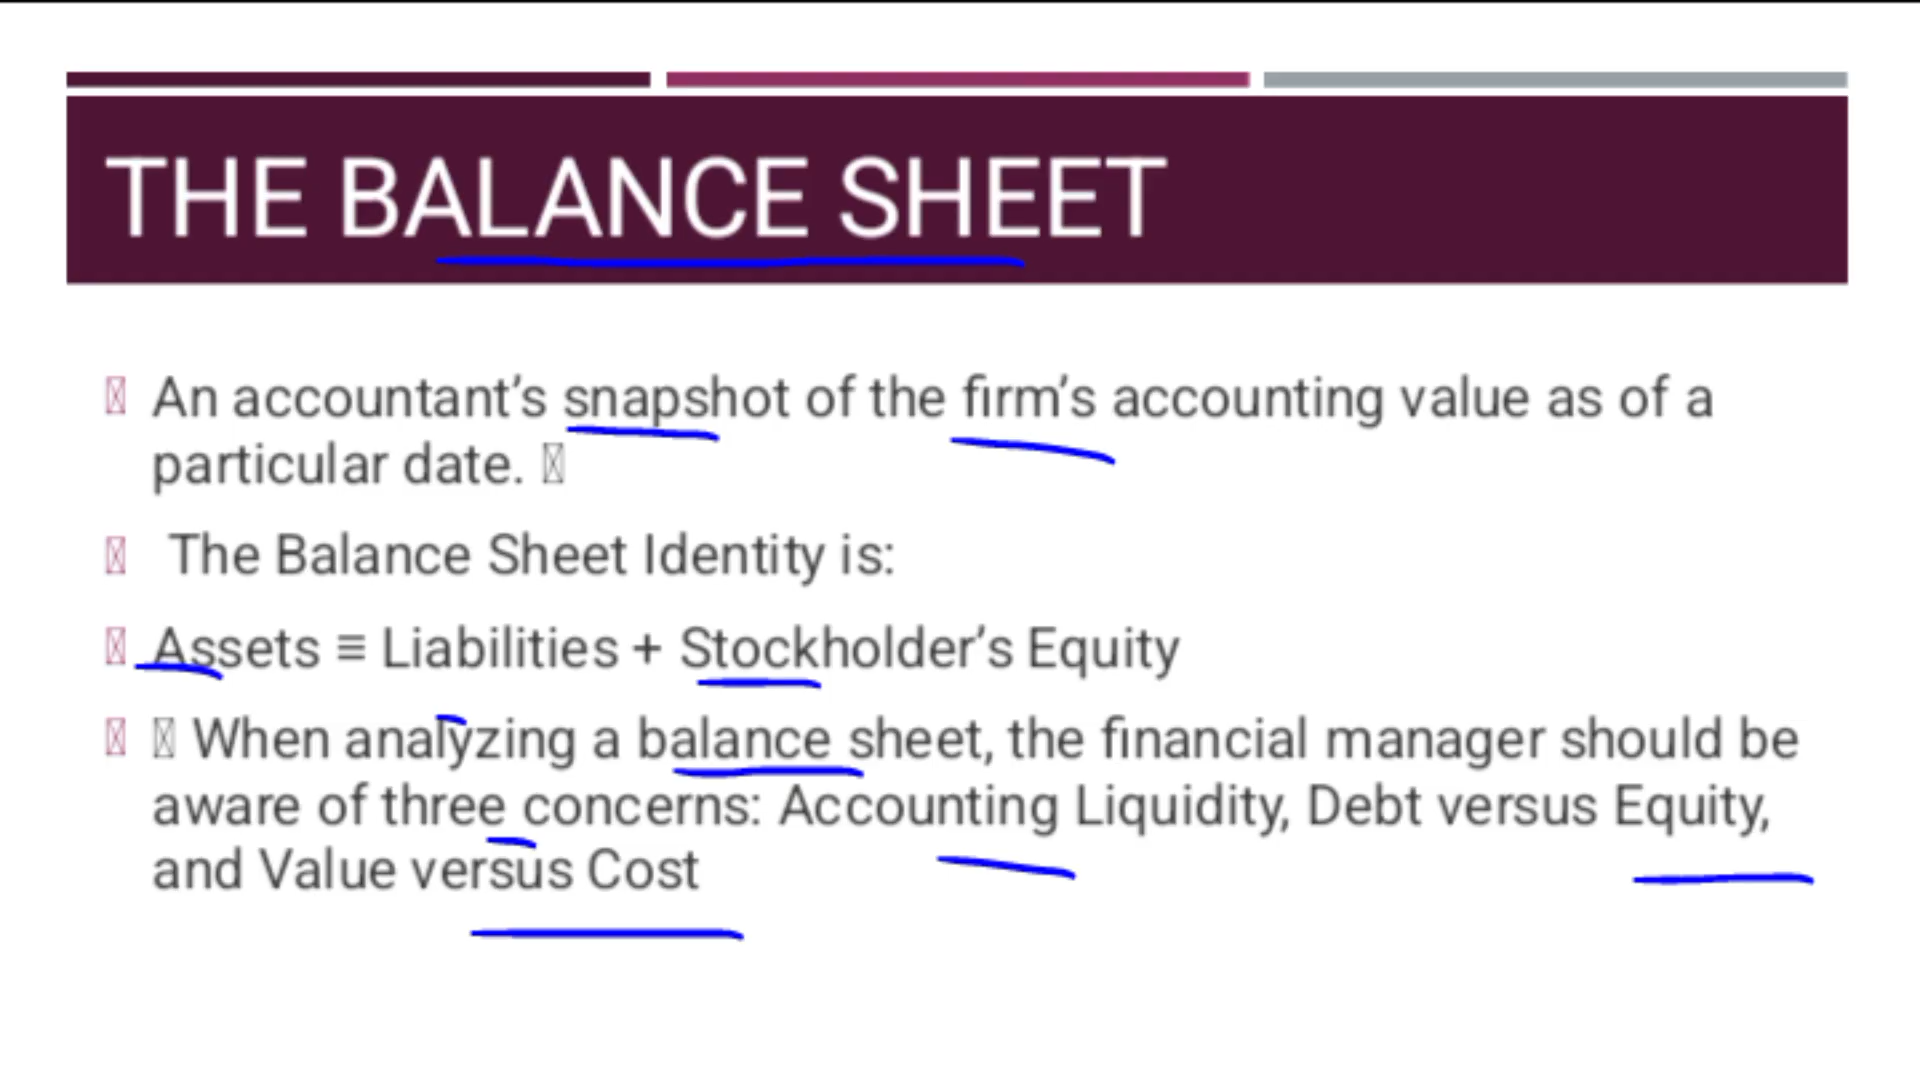 THE BALANCE SHEET
An accountant’s snapshot of the firm’s accounting value as of a
particular date.
The Balance Sheet Identity is:
Assets ≡ Liabilities + Stockholder’s Equity
When analyzing a balance sheet, the financial manager should be
aware of three concerns: Accounting Liquidity, Debt versus Equity,
and Value versus Cost